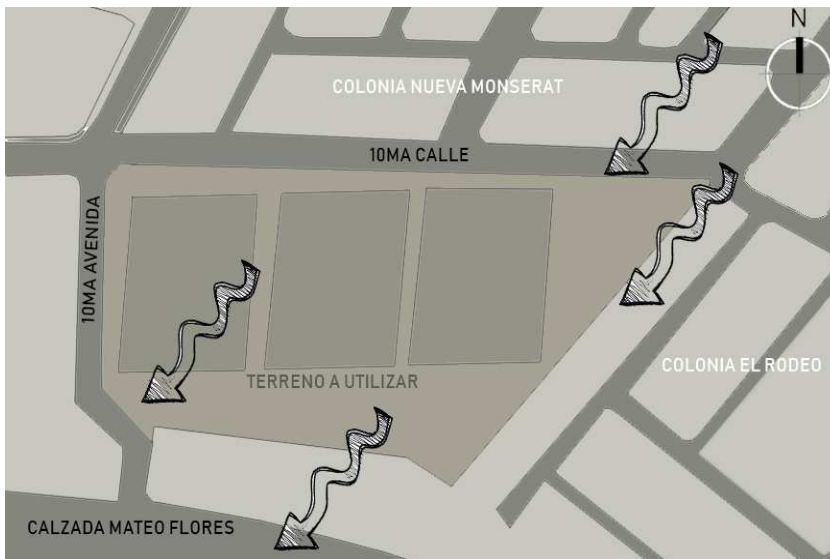 N
COLONIA NUEVA MONSERAT
10MA CALLE
10MA AVENIDA
COLONIA EL RODEO
TERRENO A UTILIZAR
CALZADA MATEO FLORES